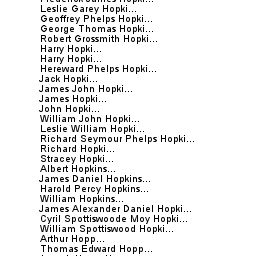 Leslie Garey Hopki...
Geoffrey Phelps Hopki...
George Thomas Hopki...
Robert Grossmith Hopki...
Harry Hopki...
Harry Hopki...
Hereward Phelps Hopki...
Jack Hopki...
James John Hopki...
James Hopki...
John Hopki...
William John Hopki...
Leslie William Hopki...
Richard Seymour Phelps Hopki...
Richard Hopki...
Stracey Hopki...
Albert Hopkins...
James Daniel Hopkins...
Harold Percy Hopkins...
William Hopkins...
James Alexander Daniel Hopki...
Cyril Spottiswoode Moy Hopki...
William Spottiswood Hopki...
Arthur Hopp...
Thomas Edward Hopp...